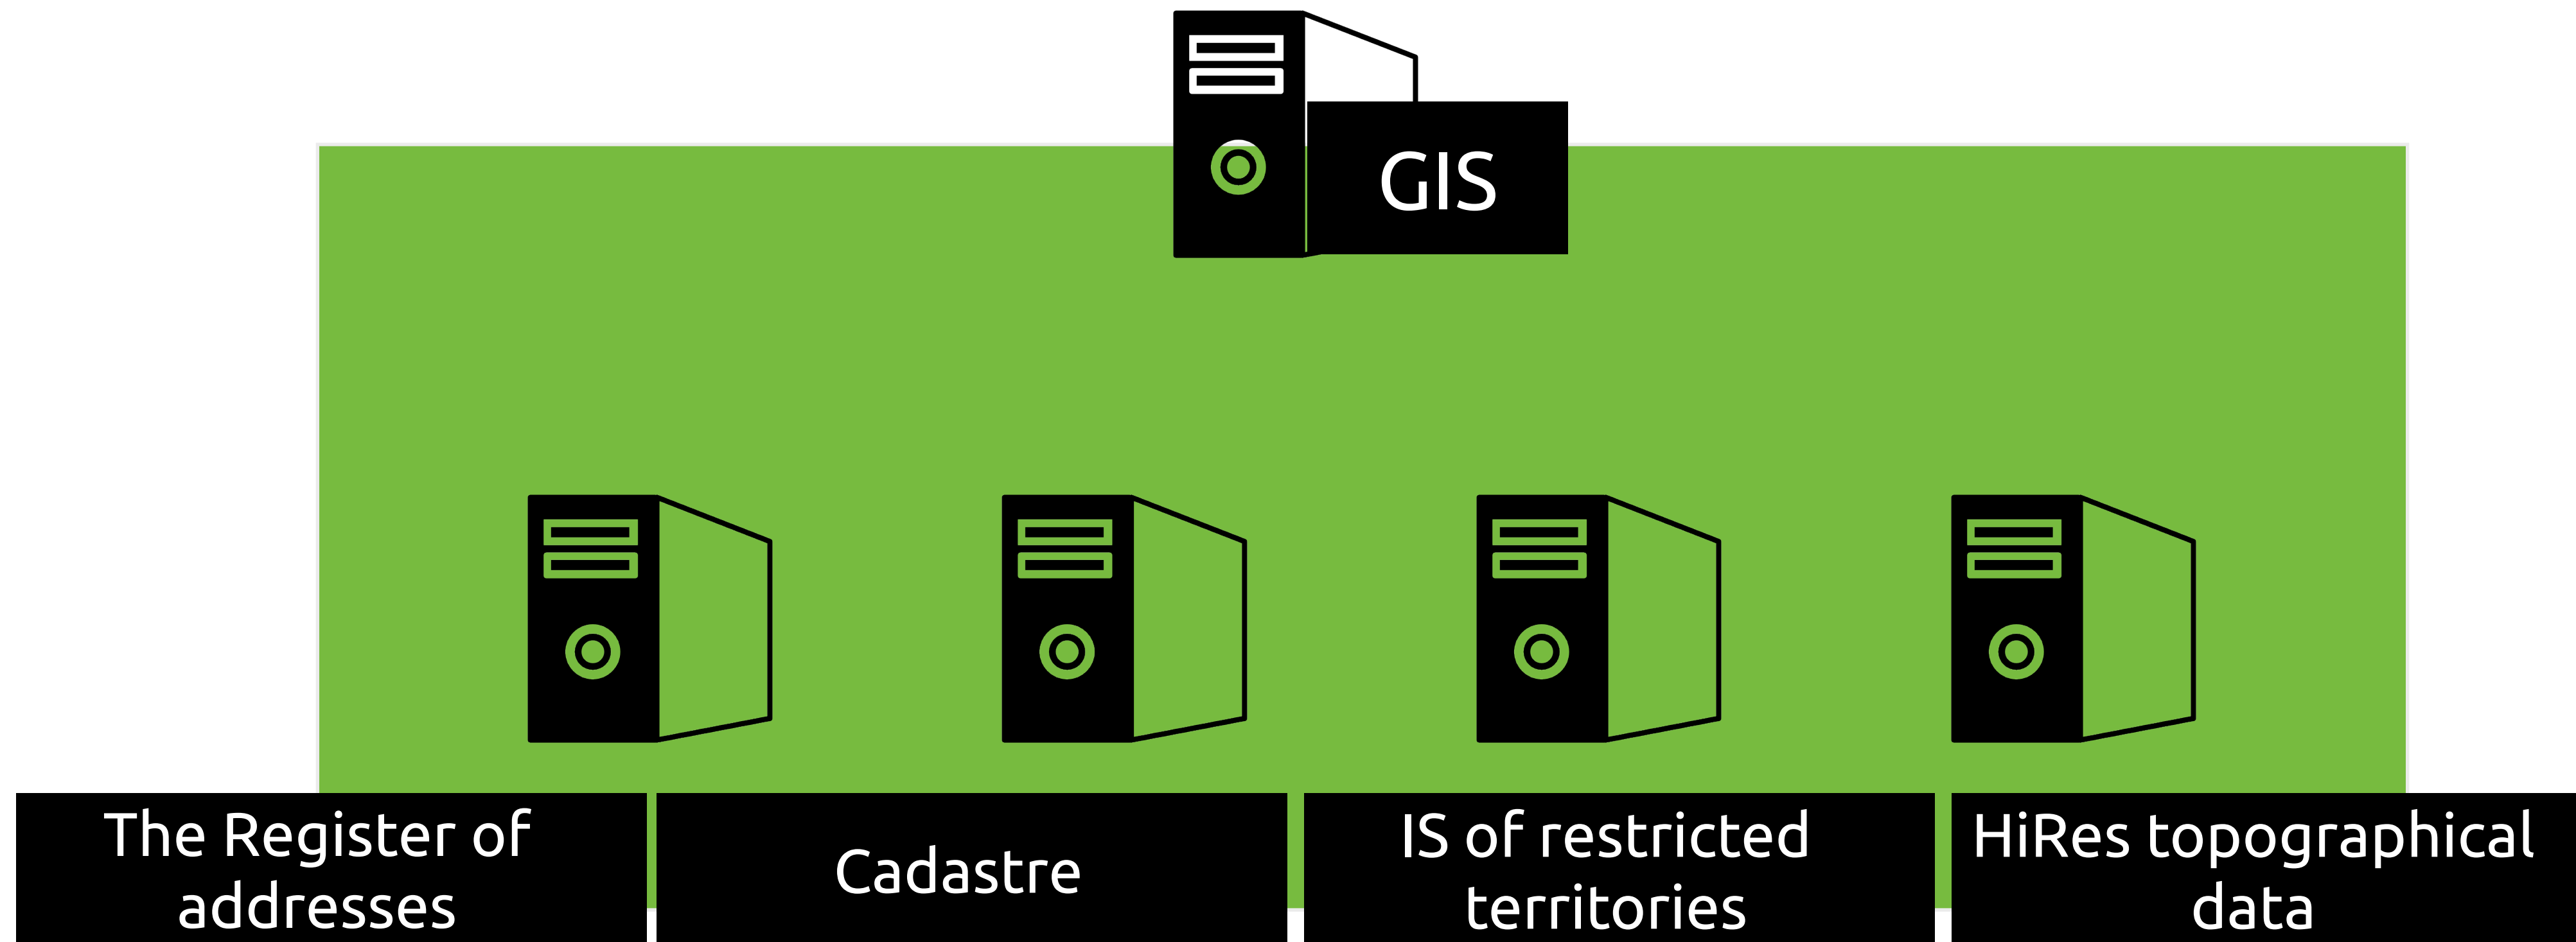 GIS
The Register of
addresses
Cadastre
IS of restricted
territories
HiRes topographical
data